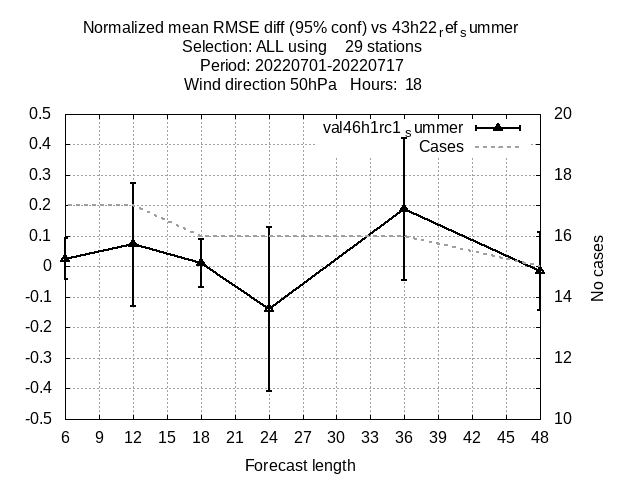 Normalized mean RMSE diff (95% conf) vs 43h22refsummer
Selection: ALL using    29 stations
Period: 20220701-20220717
Wind direction 50hPa   Hours:  18
0.5 20
val46h1rc1summer
0.4
Cases
0.3 18
0.2
0.1 16
0
-0.1 14
-0.2
-0.3 12
-0.4
-0.5 10
No cases
6 9 12 15 18 21 24 27 30 33 36 39 42 45 48
Forecast length